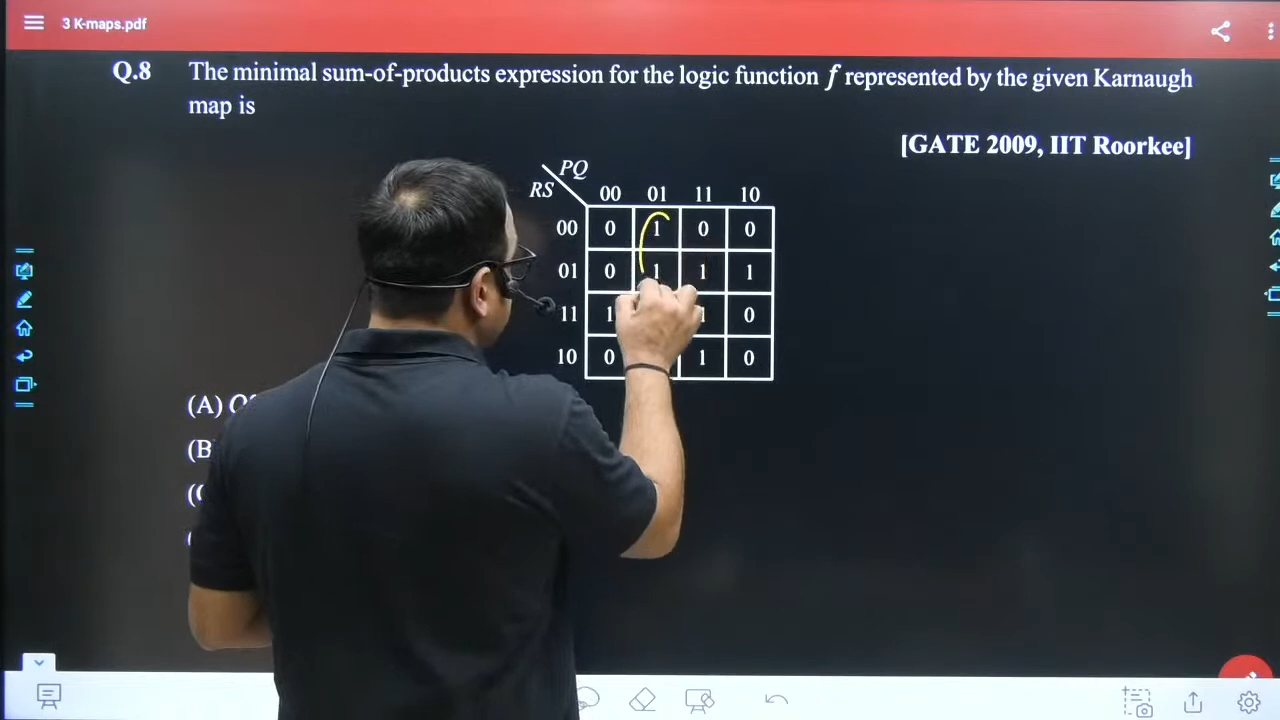 3 K-maps.pdf
Q.8 The minimal sum-of-products expression for the logic function f represented by the given Karnaugh
map is
[GATE 2009, IIT Roorkee]
PQ
RS 00 01 11 10
00 0 1 0 0
01 0 1 1 1
11 1 1 0
10 0 1 0
(A)
(B